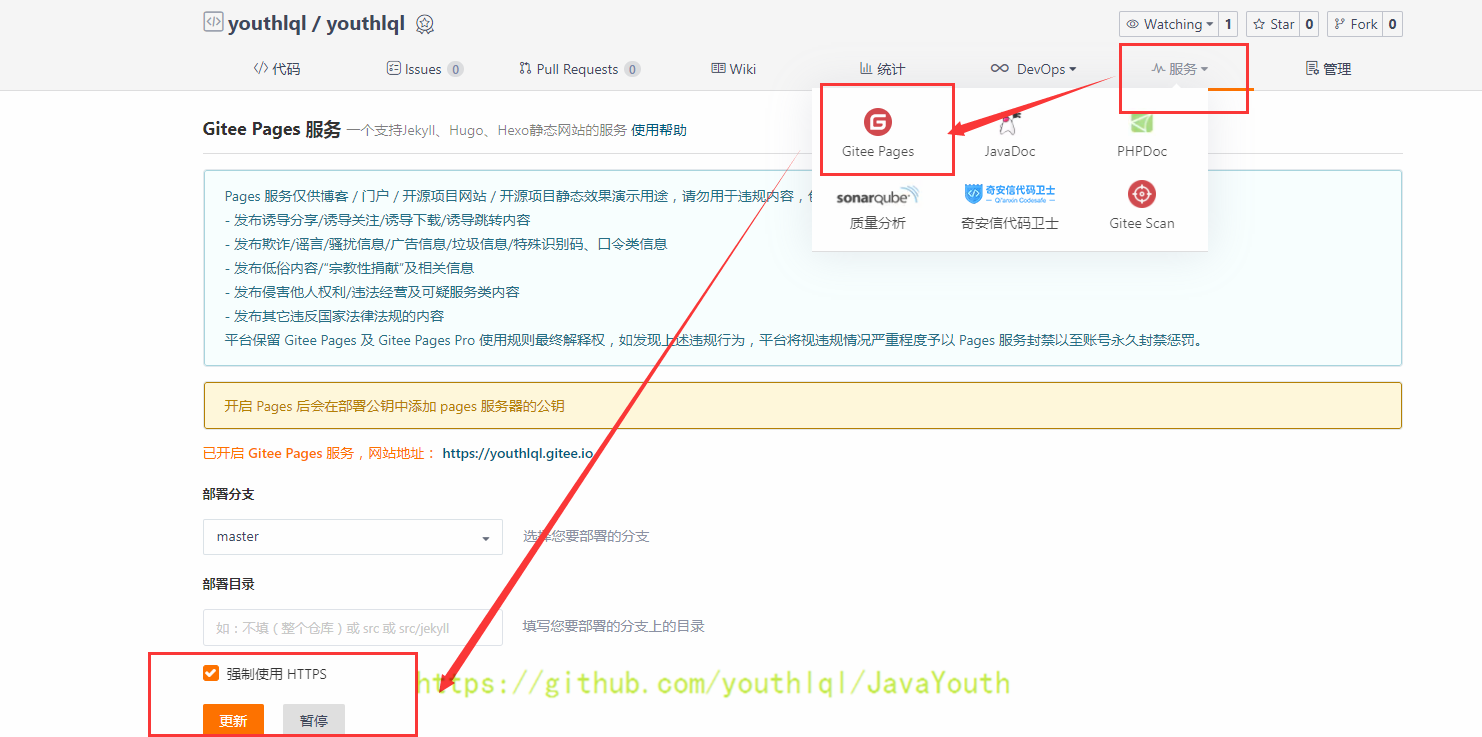 youthlql / youthlql
Watching 1 Star 0 Fork 0
代码 Issues 0 Pull Requests 0 Wiki 统计 DevOps 服务 管理
Gitee Pages JavaDoc PHPDoc
sonarqube 奇安信代码卫士 Qi'anxin Codesafe
质量分析 奇安信代码卫士 Gitee Scan
Gitee Pages 服务 一个支持Jekyll、Hugo、Hexo静态网站的服务 使用帮助
Pages 服务仅供博客 / 门户 / 开源项目网站 / 开源项目静态效果演示用途，请勿用于违规内容，
- 发布诱导分享/诱导关注/诱导下载/诱导跳转内容
- 发布欺诈/谣言/骚扰信息/广告信息/垃圾信息/特殊识别码、口令类信息
- 发布低俗内容/“宗教性捐献”及相关信息
- 发布侵害他人权利/违法经营及可疑服务类内容
- 发布其它违反国家法律法规的内容
平台保留 Gitee Pages 及 Gitee Pages Pro 使用规则最终解释权，如发现上述违规行为，平台将视违规情况严重程度予以 Pages 服务封禁以至账号永久封禁惩罚。
开启 Pages 后会在部署公钥中添加 pages 服务器的公钥
已开启 Gitee Pages 服务，网站地址： https://youthlql.gitee.io
部署分支
master 选择您要部署的分支
部署目录
如：不填（整个仓库）或 src 或 src/jekyll 填写您要部署的分支上的目录
强制使用 HTTPS
https://github.com/youthlql/JavaYouth
更新 暂停